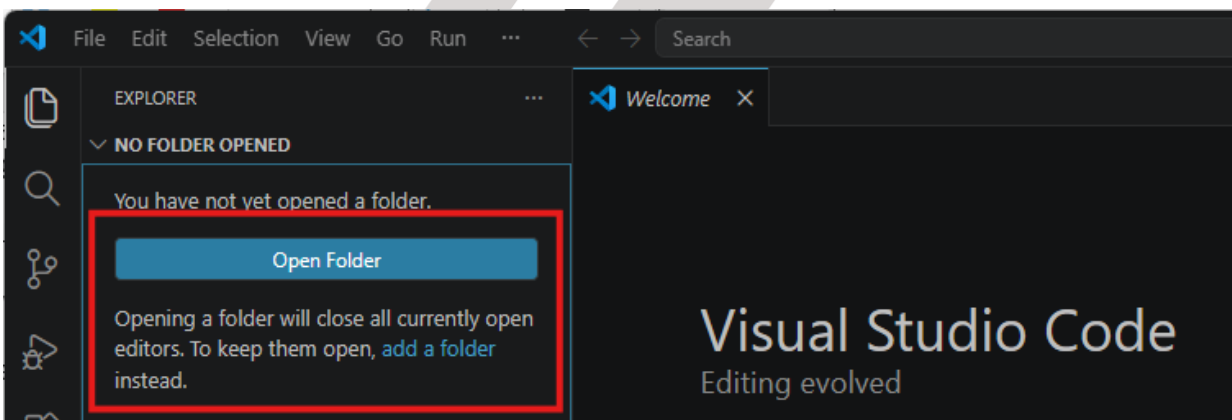 File Edit Selection View Go Run ··· ← → Search
EXPLORER ···
Welcome ×
NO FOLDER OPENED
You have not yet opened a folder.
Open Folder
Opening a folder will close all currently open
editors. To keep them open, add a folder
instead.
Visual Studio Code
Editing evolved